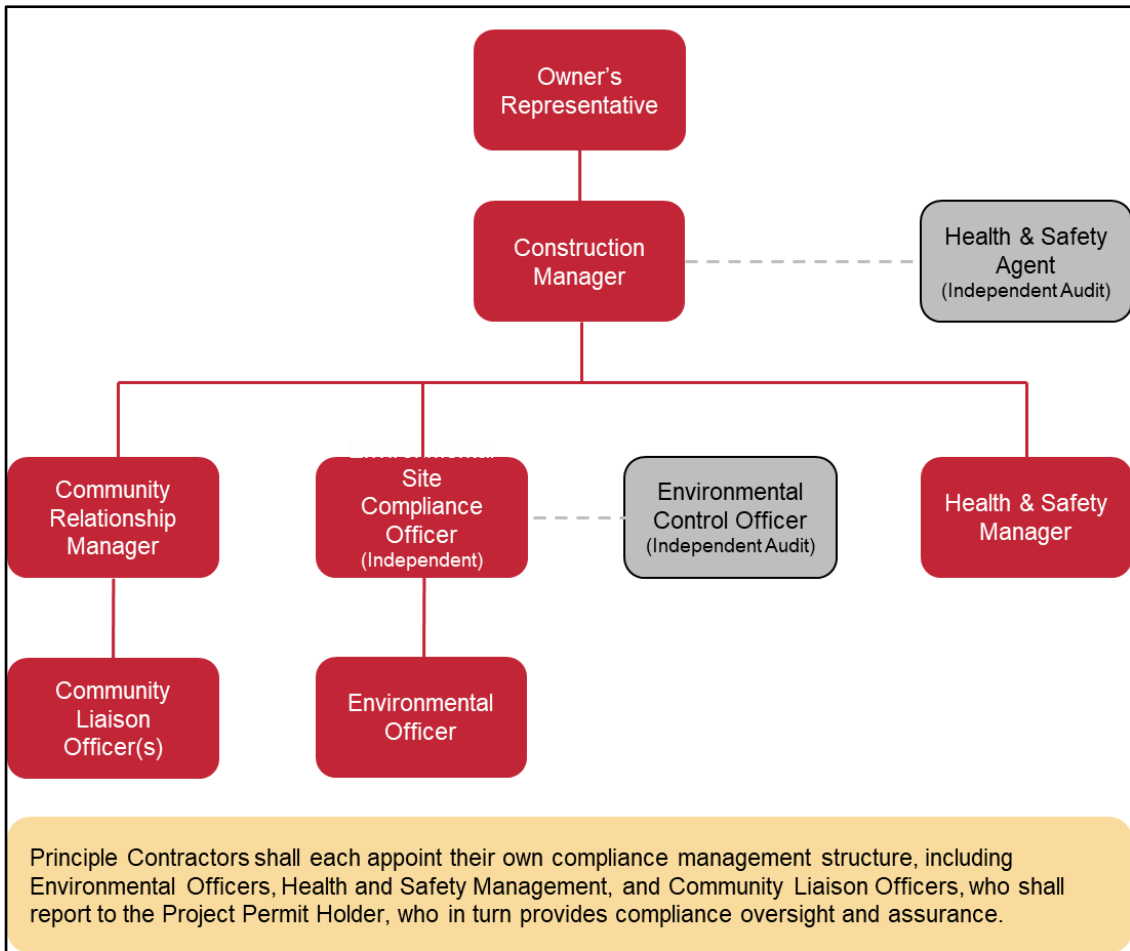 Owner's
Representative
Construction
Manager
Health & Safety
Agent
(Independent Audit)
Community
Relationship
Manager
Site
Compliance
Officer
(Independent)
Environmental
Control Officer
(Independent Audit)
Health & Safety
Manager
Community
Liaison
Officer(s)
Environmental
Officer
Principle Contractors shall each appoint their own compliance management structure, including
Environmental Officers, Health and Safety Management, and Community Liaison Officers, who shall
report to the Project Permit Holder, who in turn provides compliance oversight and assurance.